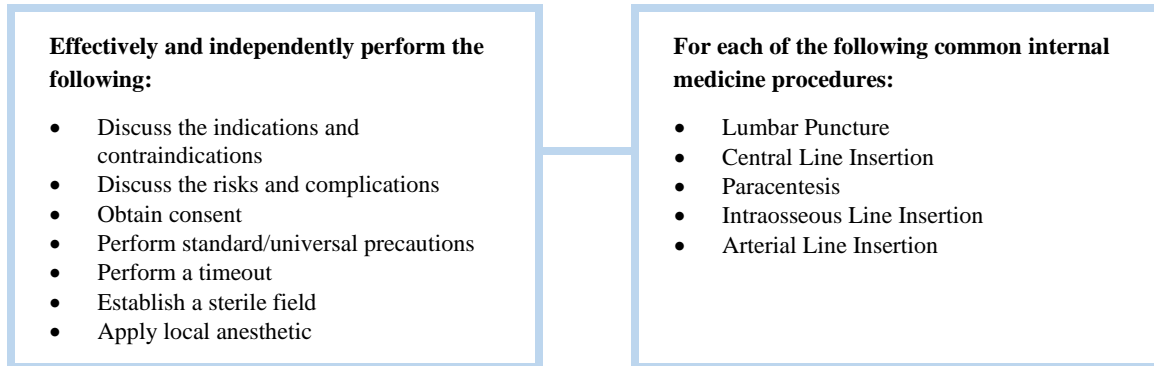 Effectively and independently perform the
following:
• Discuss the indications and
contraindications
• Discuss the risks and complications
• Obtain consent
• Perform standard/universal precautions
• Perform a timeout
• Establish a sterile field
• Apply local anesthetic
For each of the following common internal
medicine procedures:
• Lumbar Puncture
• Central Line Insertion
• Paracentesis
• Intraosseous Line Insertion
• Arterial Line Insertion